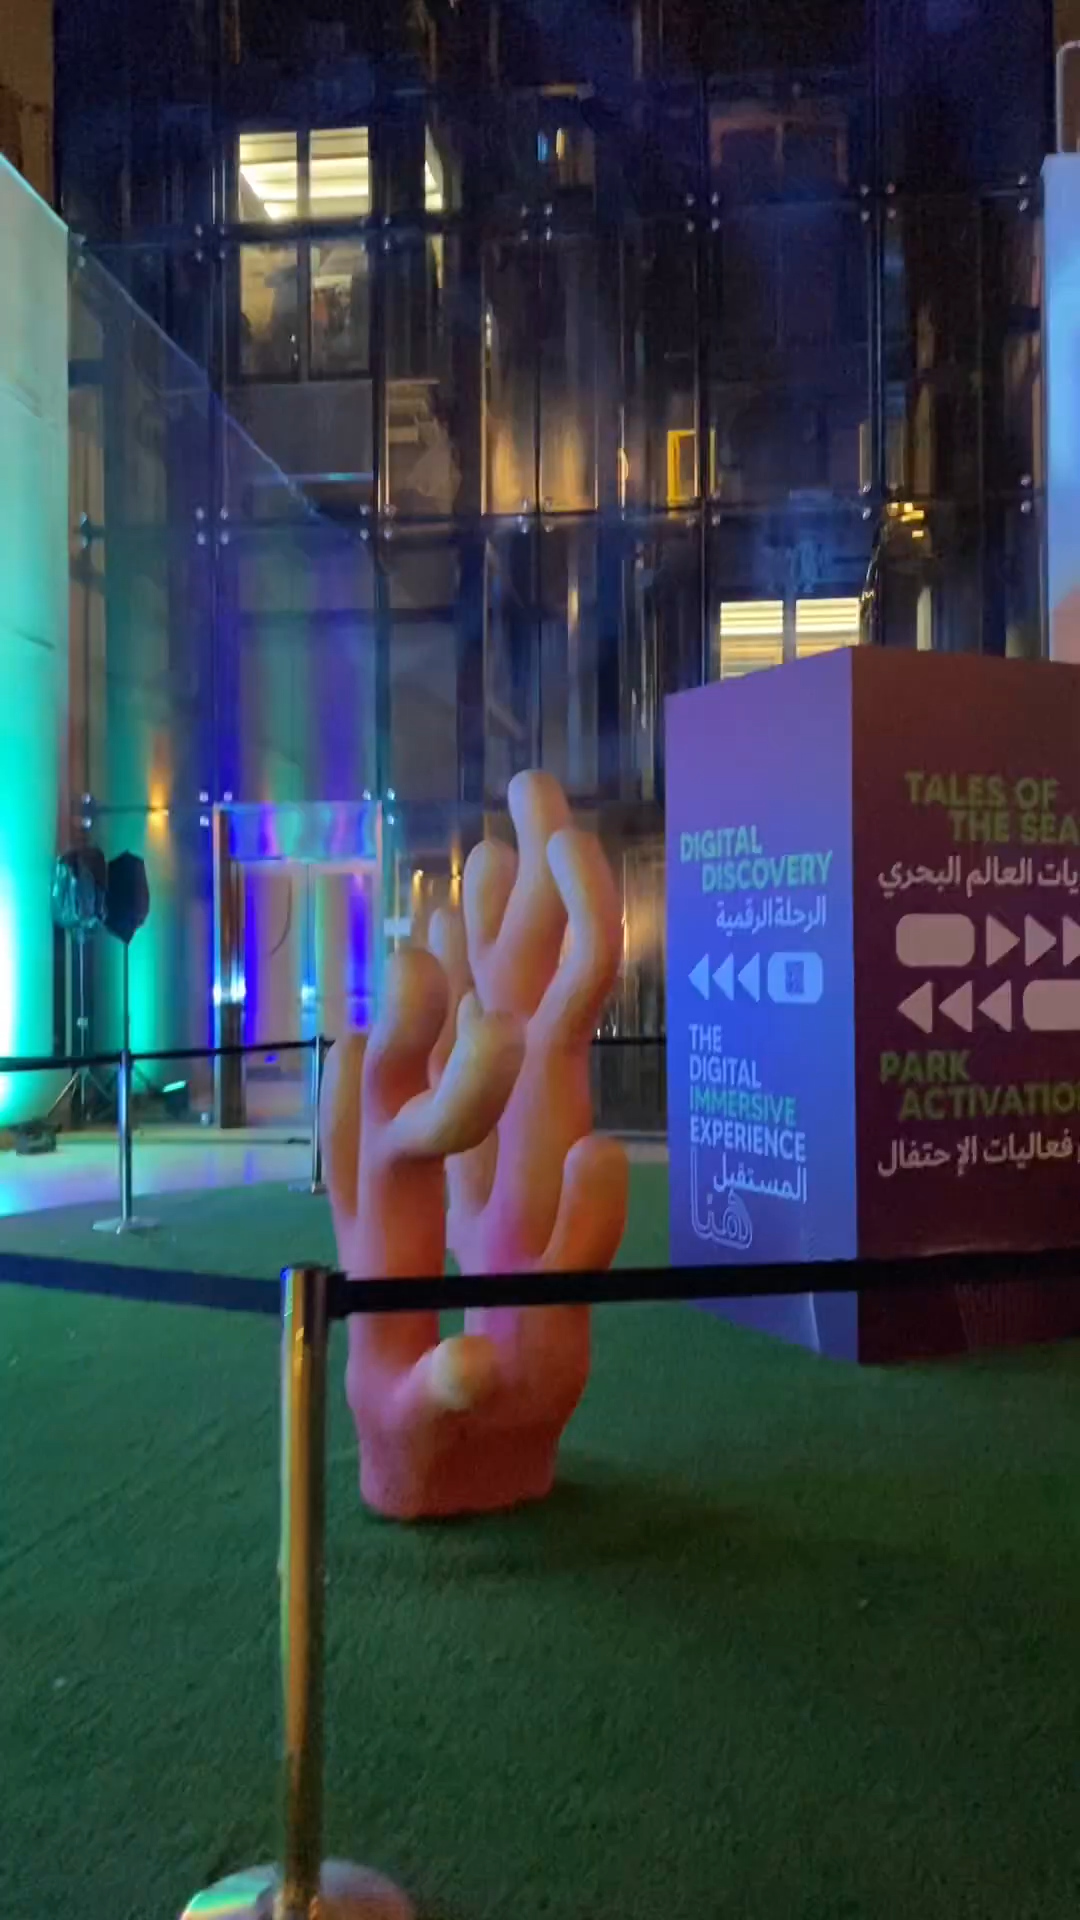 DIGITAL
DISCOVERY
الرحلة الرقمية
THE
DIGITAL
IMMERSIVE
EXPERIENCE
المستقبل
هنا
TALES OF
THE SEA
العالم البحري
PARK
فعاليات الإحتفال